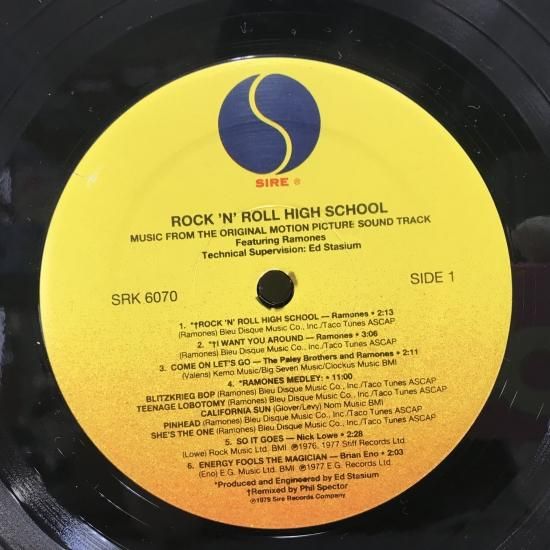 SIRE ®
ROCK 'N' ROLL HIGH SCHOOL
MUSIC FROM THE ORIGINAL MOTION PICTURE SOUND TRACK
Featuring Ramones
Technical Supervision: Ed Stasium
SRK 6070
SIDE 1
1. *†ROCK 'N' ROLL HIGH SCHOOL — Ramones • 2:13
(Ramones) Bleu Disque Music Co., Inc./Taco Tunes ASCAP
2. *†I WANT YOU AROUND — Ramones • 3:06
(Ramones) Bleu Disque Music Co., Inc./Taco Tunes ASCAP
3. COME ON LET'S GO — The Paley Brothers and Ramones • 2:11
(Valens) Kemo Music/Big Seven Music/Clockus Music BMI
4. *RAMONES MEDLEY: • 11:00
BLITZKRIEG BOP (Ramones) Bleu Disque Music Co., Inc./Taco Tunes ASCAP
TEENAGE LOBOTOMY (Ramones) Bleu Disque Music Co., Inc./Taco Tunes ASCAP
CALIFORNIA SUN (Glover/Levy) Nom Music BMI
PINHEAD (Ramones) Bleu Disque Music Co., Inc./Taco Tunes ASCAP
SHE'S THE ONE (Ramones) Bleu Disque Music Co., Inc./Taco Tunes ASCAP
5. SO IT GOES — Nick Lowe • 2:28
(Lowe) Rock Music Ltd. BMI ℗1976, 1977 Stiff Records Ltd.
6. ENERGY FOOLS THE MAGICIAN — Brian Eno • 2:03
(Eno) E.G. Music Ltd. BMI ℗1977 E.G. Records Ltd.
*Produced and Engineered by Ed Stasium
†Remixed by Phil Spector
℗1979 Sire Records Company